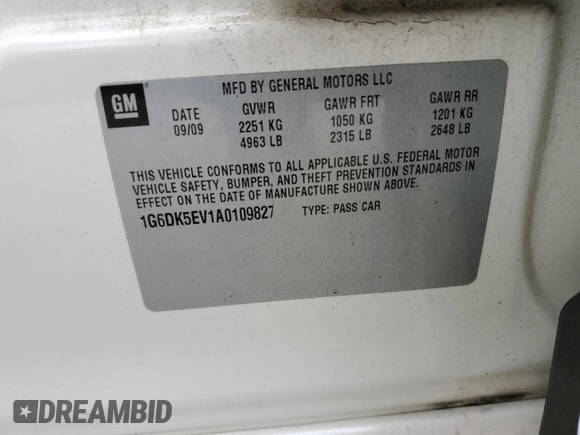 GM
MFD BY GENERAL MOTORS LLC
DATE GVWR GAWR FRT GAWR RR
09/09 2251 KG 1050 KG 1201 KG
4963 LB 2315 LB 2648 LB
THIS VEHICLE CONFORMS TO ALL APPLICABLE U.S. FEDERAL MOTOR
VEHICLE SAFETY, BUMPER, AND THEFT PREVENTION STANDARDS IN
EFFECT ON THE DATE OF MANUFACTURE SHOWN ABOVE.
1G6DK5EV1A0109827 TYPE: PASS CAR
DREAMBID